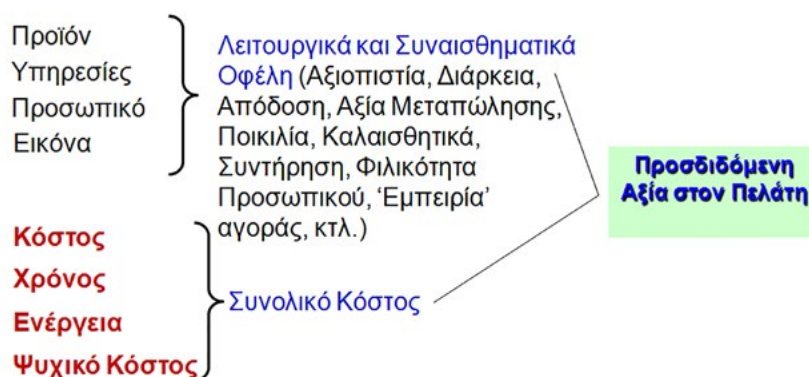 Προϊόν
Υπηρεσίες
Προσωπικό
Εικόνα
Λειτουργικά και Συναισθηματικά
Οφέλη (Αξιοπιστία, Διάρκεια,
Απόδοση, Αξία Μεταπώλησης,
Ποικιλία, Καλαισθητικά,
Συντήρηση, Φιλικότητα
Προσωπικού, ‘Εμπειρία’
αγοράς, κτλ.)
Κόστος
Χρόνος
Ενέργεια
Ψυχικό Κόστος
Συνολικό Κόστος
Προσδιδόμενη
Αξία στον Πελάτη